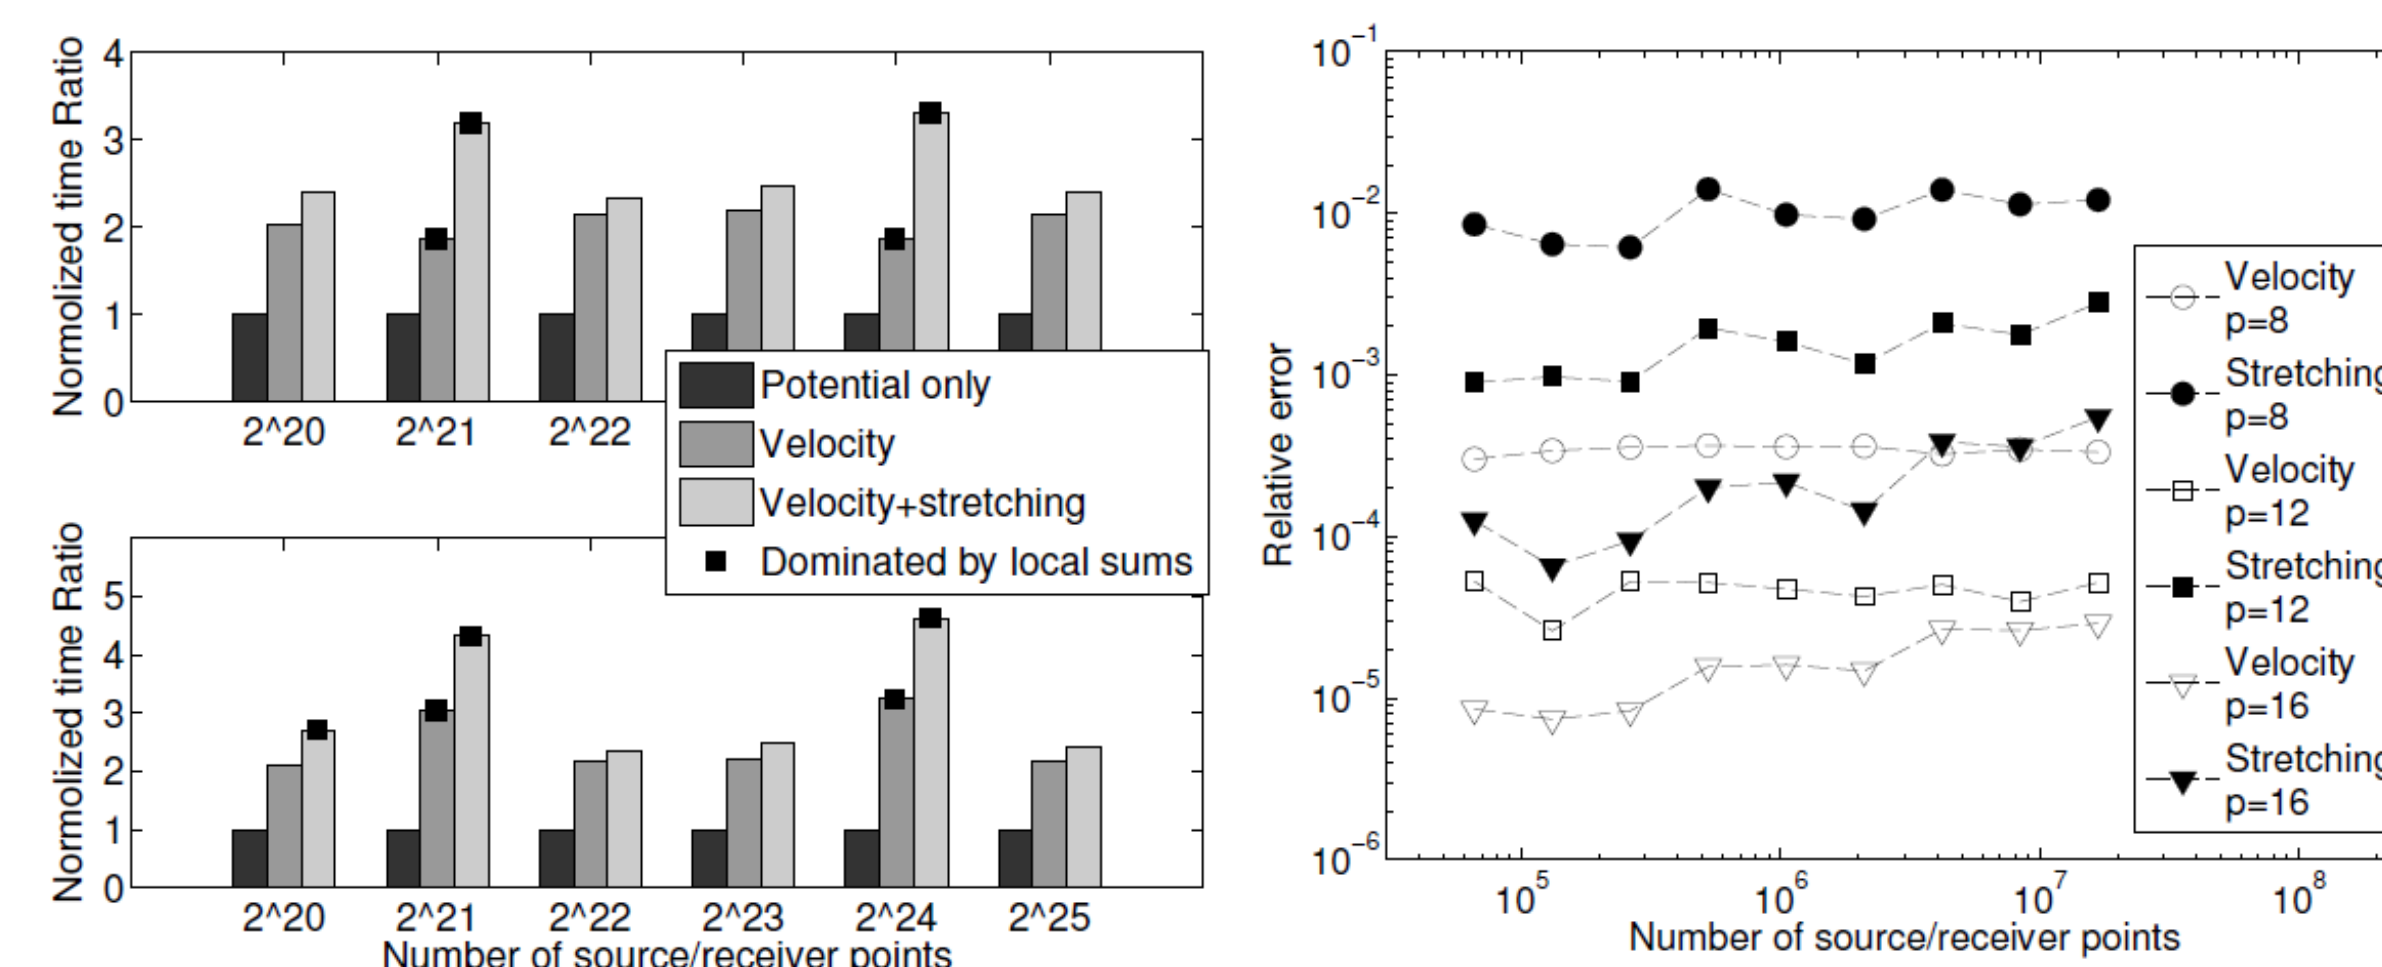 Normolized time Ratio
4
3
2
1
0
2^20 2^21 2^22
Potential only
Velocity
Velocity+stretching
Dominated by local sums
Normolized time Ratio
5
4
3
2
1
0
2^20 2^21 2^22 2^23 2^24 2^25
Number of source/receiver points
Relative error
10^-1
10^-2
10^-3
10^-4
10^-5
10^-6
10^5 10^6 10^7 10^8
Number of source/receiver points
Velocity
p=8
Stretching
p=8
Velocity
p=12
Stretching
p=12
Velocity
p=16
Stretching
p=16